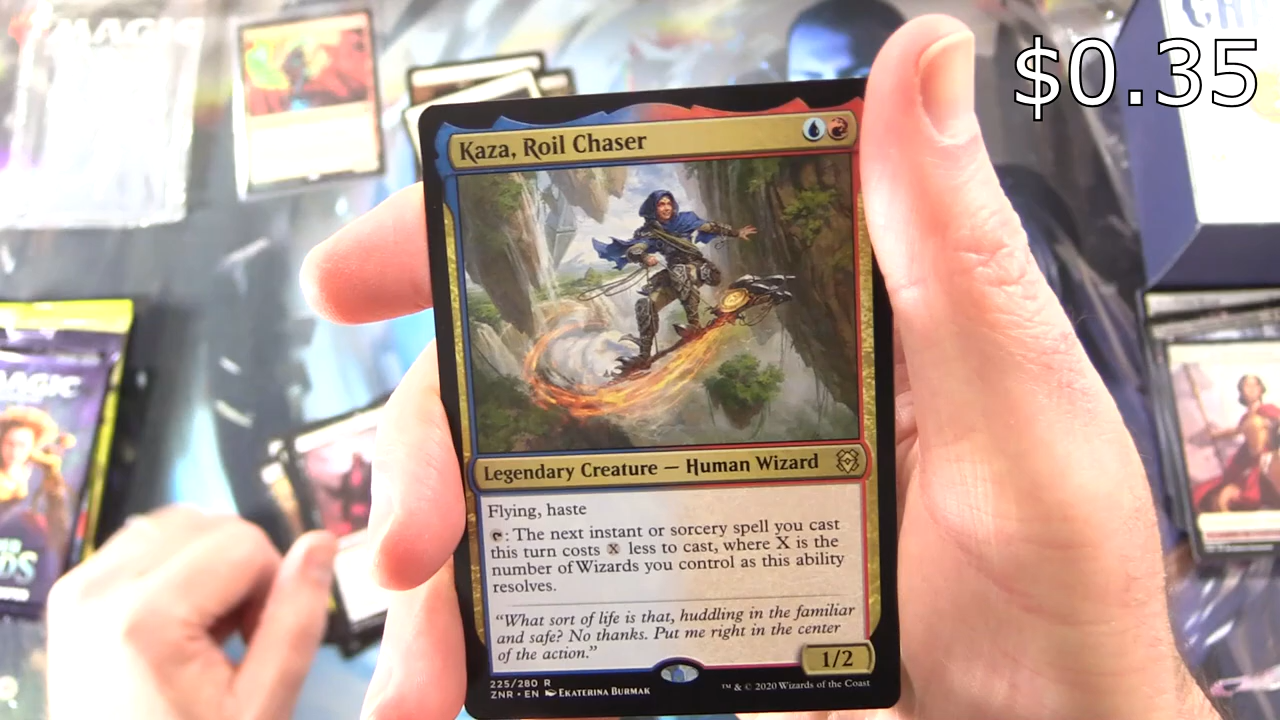 MAGIC
$0.35
Kaza, Roil Chaser
Legendary Creature — Human Wizard
Flying, haste
: The next instant or sorcery spell you cast
this turn costs X less to cast, where X is the
number of Wizards you control as this ability
resolves.
“What sort of life is that, huddling in the familiar
and safe? No thanks. Put me right in the center
of the action.”
1/2
225/280 R
ZNR • EN EKATERINA BURMAK
™ & © 2020 Wizards of the Coast
MAGIC